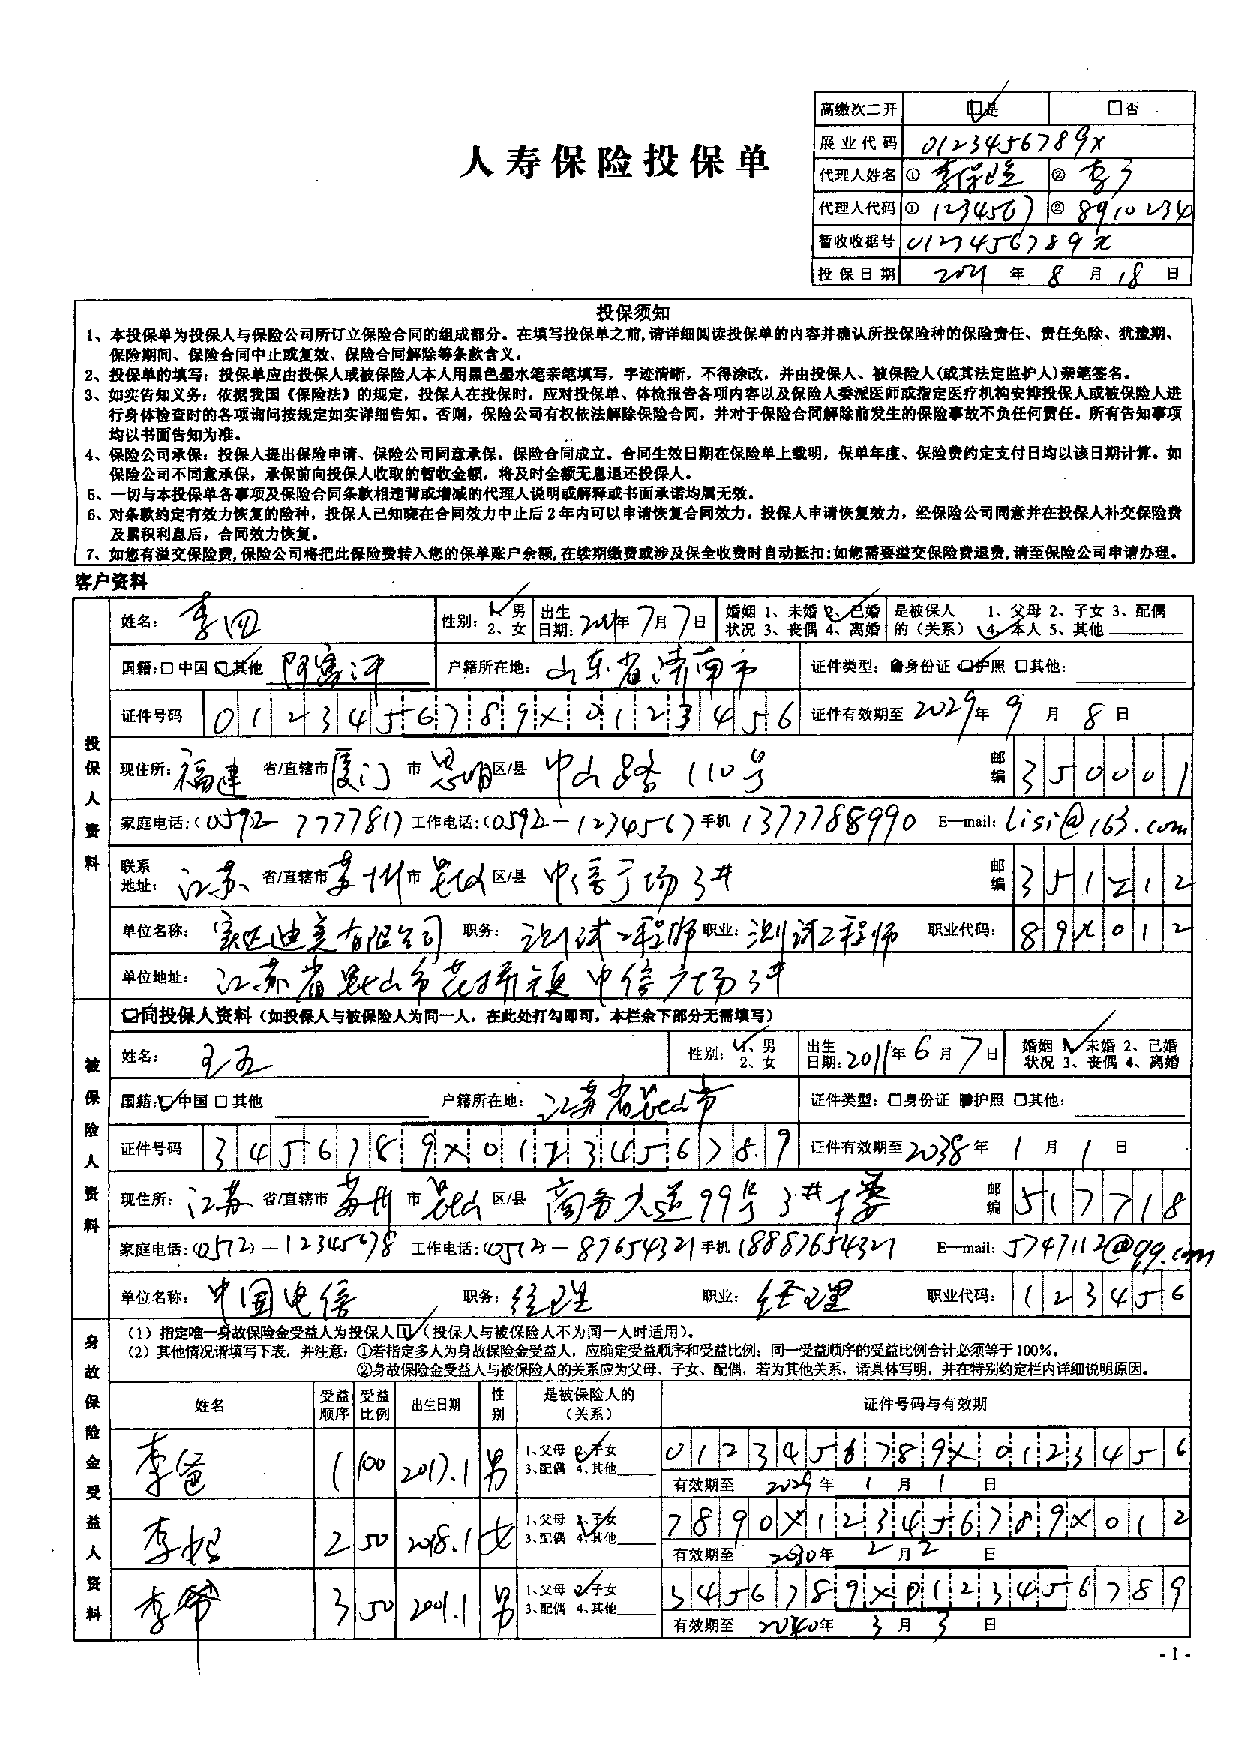 高缴次二开 □是 □否
人寿保险投保单
展业代码 0123456789X
代理人姓名 ① 李保险 ② 李子
代理人代码 ① 1234567 ② 8910234
暂收收据号 0123456789X
投保日期 2021 年 8 月 18 日
投保须知
1、本投保单为投保人与保险公司所订立保险合同的组成部分。在填写投保单之前,请详细阅读投保单的内容并确认所投保险种的保险责任、责任免除、犹豫期、
保险期间、保险合同中止或复效、保险合同解除等条款含义。
2、投保单的填写：投保单应由投保人或被保险人本人用黑色墨水笔亲笔填写，字迹清晰，不得涂改，并由投保人、被保险人(或其法定监护人)亲笔签名。
3、如实告知义务：依据我国《保险法》的规定，投保人在投保时，应对投保单、体检报告各项内容以及保险人委派医师或指定医疗机构安排投保人或被保险人进
行身体检查时的各项询问按规定如实详细告知。否则，保险公司有权依法解除保险合同，并对于保险合同解除前发生的保险事故不负任何责任。所有告知事项
均以书面告知为准。
4、保险公司承保：投保人提出保险申请、保险公司同意承保，保险合同成立。合同生效日期在保险单上载明，保单年度、保险费约定支付日均以该日期计算。如
保险公司不同意承保，承保前向投保人收取的暂收金额，将及时全额无息退还投保人。
5、一切与本投保单各事项及保险合同条款相违背或增减的代理人说明或解释或书面承诺均属无效。
6、对条款约定有效力恢复的险种，投保人已知晓在合同效力中止后2年内可以申请恢复合同效力。投保人申请恢复效力，经保险公司同意并在投保人补交保险费
及累积利息后，合同效力恢复。
7、如您有溢交保险费,保险公司将把此保险费转入您的保单账户余额,在续期缴费或涉及保全收费时自动抵扣;如您需要溢交保险费退费,请至保险公司申请办理。
客户资料
投保人资料
姓名： 李四 性别： 1、男 2、女 出生日期: 2021年7月7日 婚姻状况 1、未婚 2、已婚 3、丧偶 4、离婚 是被保人的（关系） 1、父母 2、子女 3、配偶 4、本人 5、其他
国籍:□中国 □其他 阿富汗 户籍所在地: 山东省济南市 证件类型: □身份证 □护照 □其他:
证件号码 0123456789X0123456 证件有效期至 2029年 9 月 8 日
现住所: 福建 省/直辖市 厦门 市 思明 区/县 中山路110号 邮编 350001
家庭电话:(0592-7777817 工作电话:(0592-1234567 手机 13777888990 E-mail: lisi@163.com
联系地址: 江苏 省/直辖市 苏州 市 昆山 区/县 中信广场3# 邮编 351212
单位名称: 宸迅迪美有限公司 职务: 测试工程师 职业: 测试工程师 职业代码: 89X012
单位地址: 江苏省昆山市花桥镇中信广场3#
被保险人资料
□同投保人资料（如投保人与被保险人为同一人，在此处打勾即可，本栏余下部分无需填写）
姓名： 王五 性别: 1、男 2、女 出生日期: 2011年 6 月 7 日 婚姻状况 1、未婚 2、已婚 3、丧偶 4、离婚
国籍:□中国 □其他 户籍所在地: 江苏省昆山市 证件类型: □身份证 □护照 □其他:
证件号码 3456789X0123456789 证件有效期至 2038年 1 月 1 日
现住所: 江苏 省/直辖市 苏州 市 昆山 区/县 商务大道99号3#楼 邮编 517718
家庭电话:(0512)-12345678 工作电话:(0512)-87654321 手机 18887654321 E-mail: 5747112@qq.com
单位名称: 中国电信 职务: 经理 职业: 经理 职业代码: 123456
身故保险金受益人资料
（1）指定唯一身故保险金受益人为投保人□（投保人与被保险人不为同一人时适用）。
（2）其他情况请填写下表，并注意：①若指定多人为身故保险金受益人，应确定受益顺序和受益比例；同一受益顺序的受益比例合计必须等于100%。
②身故保险金受益人与被保险人的关系应为父母、子女、配偶，若为其他关系，请具体写明，并在特别约定栏内详细说明原因。
姓名 受益顺序 受益比例 出生日期 性别 是被保险人的（关系） 证件号码与有效期
李爸 1 100 2017.1 男 1、父母 2、子女 3、配偶 4、其他 0123456789X0123456
有效期至 2029年 1 月 1 日
李妈 2 50 2018.1 女 1、父母 2、子女 3、配偶 4、其他 7890X123456789X012
有效期至 2030年 2 月 2 日
李爷 3 50 2001.1 男 1、父母 2、子女 3、配偶 4、其他 3456789X0123456789
有效期至 2040年 3 月 3 日
- 1 -